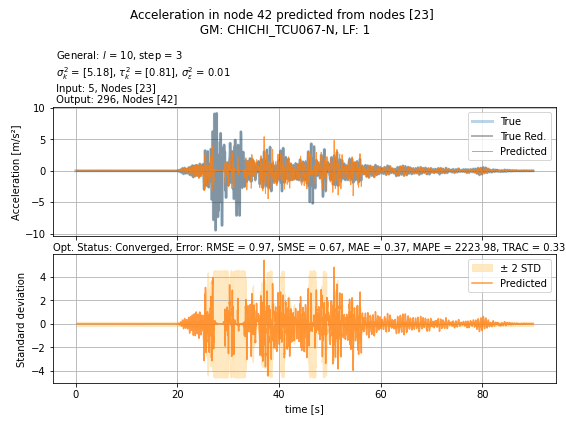 Acceleration in node 42 predicted from nodes [23]
GM: CHICHI_TCU067-N, LF: 1
General: l = 10, step = 3
σ²ₖ = [5.18], τ²ₖ = [0.81], σ²ε = 0.01
Input: 5, Nodes [23]
Output: 296, Nodes [42]
Acceleration [m/s²]
10
5
0
−5
−10
True
True Red.
Predicted
Opt. Status: Converged, Error: RMSE = 0.97, SMSE = 0.67, MAE = 0.37, MAPE = 2223.98, TRAC = 0.33
Standard deviation
4
2
0
−2
−4
± 2 STD
Predicted
0 20 40 60 80
time [s]